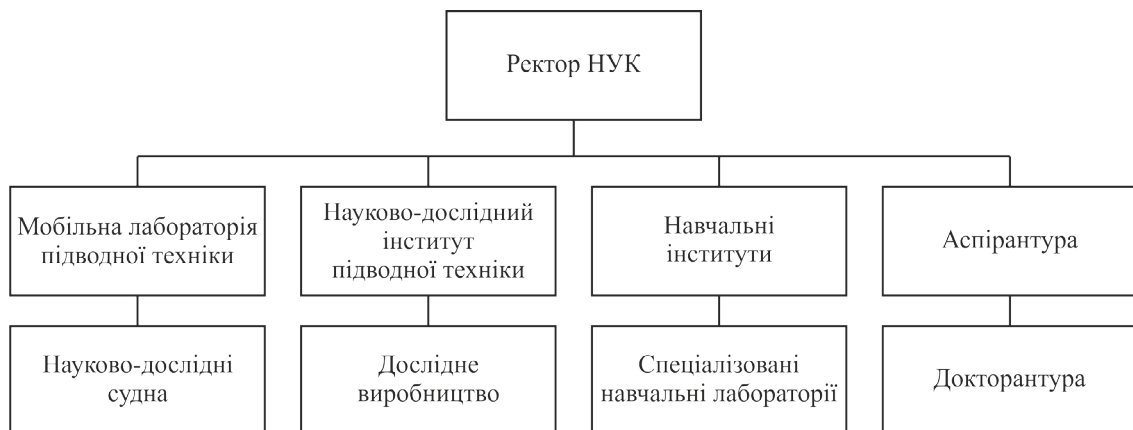 Ректор НУК
Мобільна лабораторія
підводної техніки
Науково-дослідний
інститут
підводної техніки
Навчальні
інститути
Аспірантура
Науково-дослідні
судна
Дослідне
виробництво
Спеціалізовані
навчальні лабораторії
Докторантура